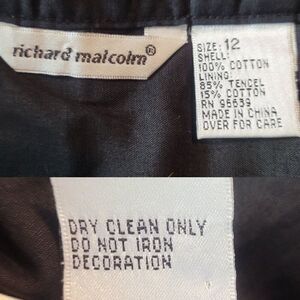 richard malcolm®
SIZE: 12
SHELL:
100% COTTON
LINING:
85% TENCEL
15% COTTON
RN 96639
MADE IN CHINA
OVER FOR CARE
DRY CLEAN ONLY
DO NOT IRON
DECORATION